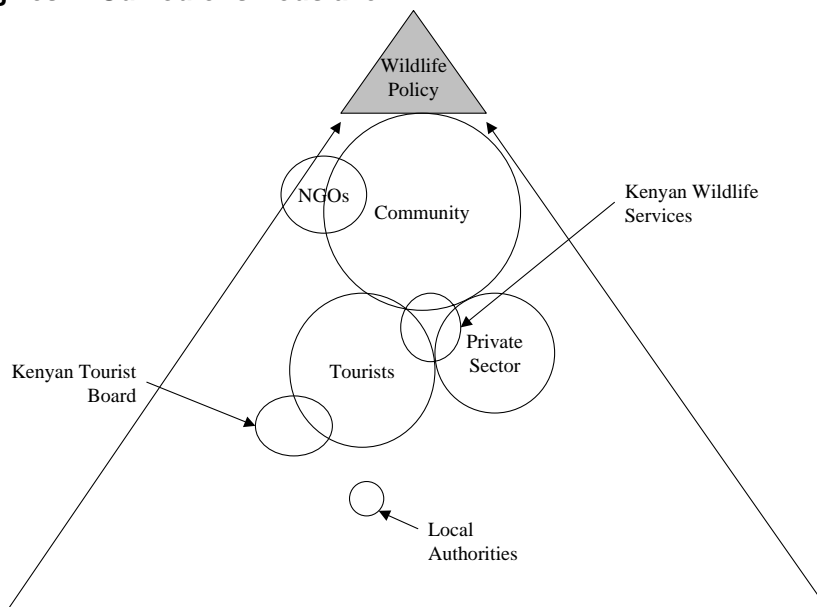 Wildlife
Policy
NGOs
Community
Kenyan Wildlife
Services
Private
Sector
Tourists
Kenyan Tourist
Board
Local
Authorities